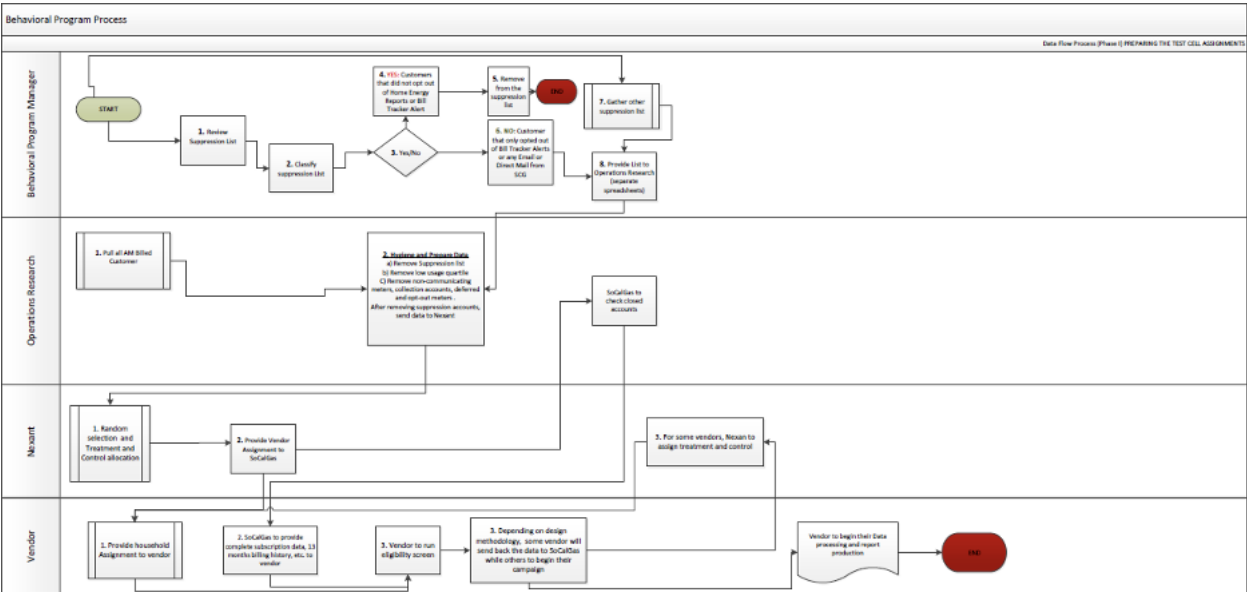 Behavioral Program Process
Data Flow Process (Phase I) PREPARING THE TEST CELL ASSIGNMENTS
Behavioral Program Manager
START
1. Review
Suppression List
2. Classify
suppression List
3. Yes/No
4. YES: Customers
that did not opt out
of Home Energy
Reports or Bill
Tracker Alert
5. Remove
from the
suppression
list
END
6. NO: Customer
that only opted out
of Bill Tracker Alerts
or any Email or
Direct Mail from
SCG
7. Gather other
suppression list
8. Provide List to
Operations Research
(separate
spreadsheets)
Operations Research
1. Pull all AM Billed
Customer
2. Hygiene and Prepare Data
a) Remove Suppression list
b) Remove low usage quartile
C) Remove non-communicating
meters, collection accounts, deferred
and opt-out meters .
After removing suppression accounts,
send data to Nexant
SoCalGas to
check closed
accounts
Nexant
1. Random
selection and
Treatment and
Control allocation
2. Provide Vendor
Assignment to
SoCalGas
3. For some vendors, Nexan to
assign treatment and control
Vendor
1. Provide household
Assignment to vendor
2. SoCalGas to provide
complete subscription data, 13
months billing history, etc. to
vendor
3. Vendor to run
eligibility screen
3. Depending on design
methodology, some vendor will
send back the data to SoCalGas
while others to begin their
campaign
Vendor to begin their Data
processing and report
production
END